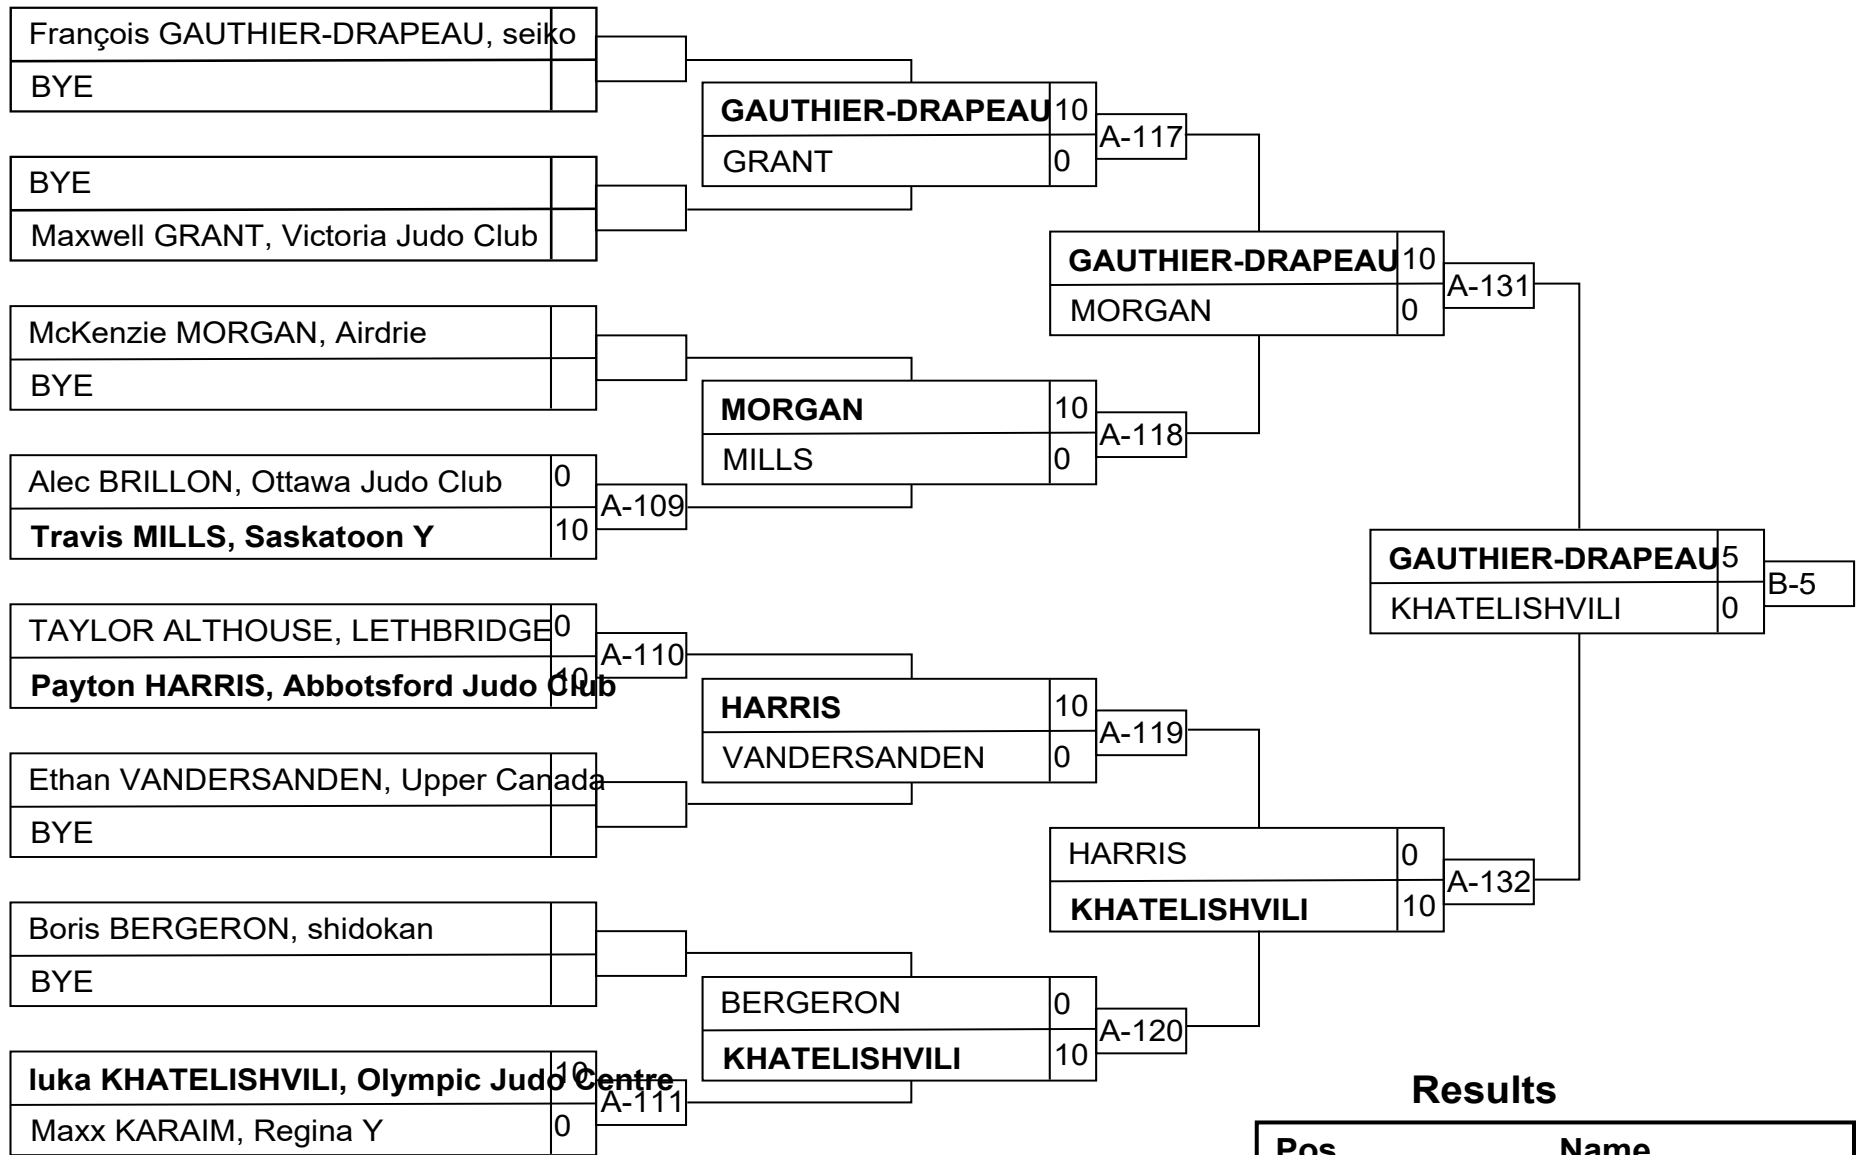 François GAUTHIER-DRAPEAU, seiko
BYE
BYE
Maxwell GRANT, Victoria Judo Club
McKenzie MORGAN, Airdrie
BYE
Alec BRILLON, Ottawa Judo Club 0
Travis MILLS, Saskatoon Y 10
A-109
TAYLOR ALTHOUSE, LETHBRIDGE 0
Payton HARRIS, Abbotsford Judo Club 10
A-110
Ethan VANDERSANDEN, Upper Canada
BYE
Boris BERGERON, shidokan
BYE
luka KHATELISHVILI, Olympic Judo Centre 10
Maxx KARAIM, Regina Y 0
A-111
GAUTHIER-DRAPEAU 10
GRANT 0
A-117
MORGAN 10
MILLS 0
A-118
HARRIS 10
VANDERSANDEN 0
A-119
BERGERON 0
KHATELISHVILI 10
A-120
GAUTHIER-DRAPEAU 10
MORGAN 0
A-131
HARRIS 0
KHATELISHVILI 10
A-132
GAUTHIER-DRAPEAU 5
KHATELISHVILI 0
B-5
Results
Pos Name